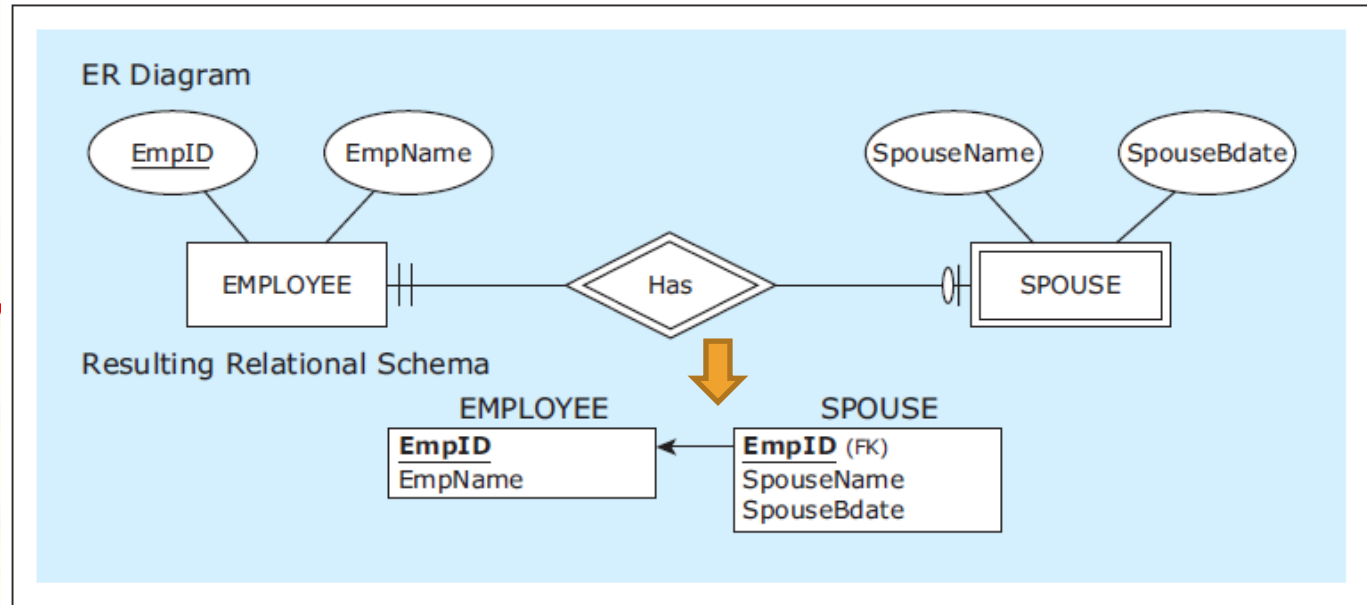 ER Diagram
EmpID
EmpName
SpouseName
SpouseBdate
EMPLOYEE
Has
SPOUSE
Resulting Relational Schema
EMPLOYEE
EmpID
EmpName
SPOUSE
EmpID (FK)
SpouseName
SpouseBdate